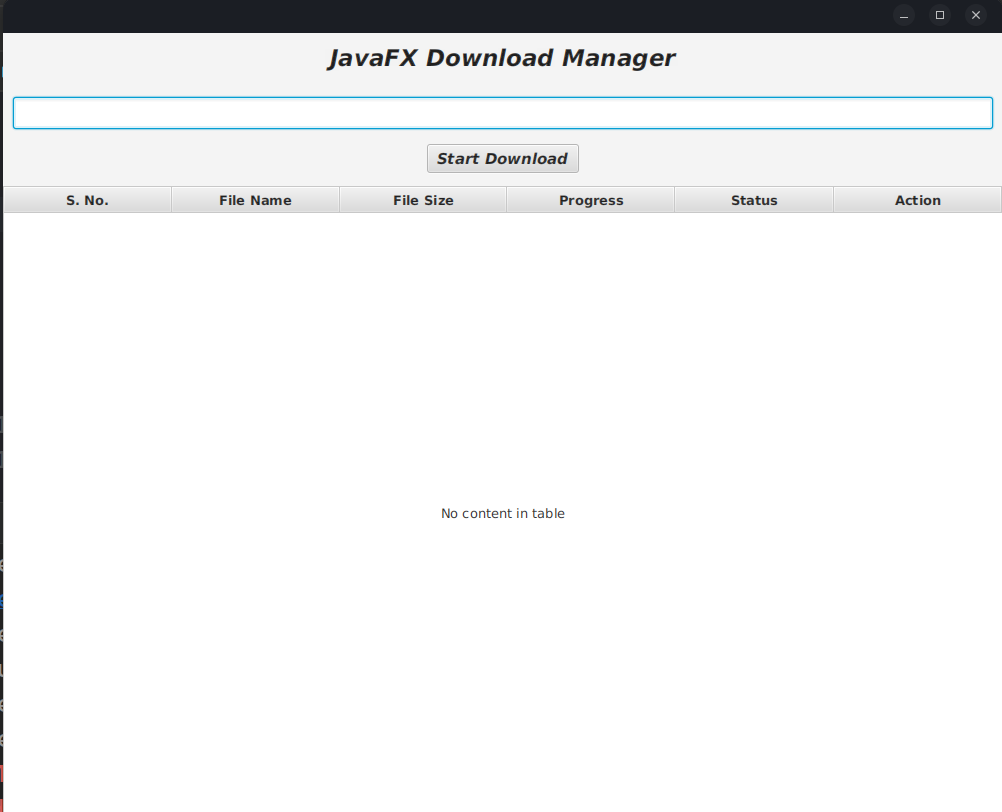 JavaFX Download Manager
Start Download
S. No. File Name File Size Progress Status Action
No content in table